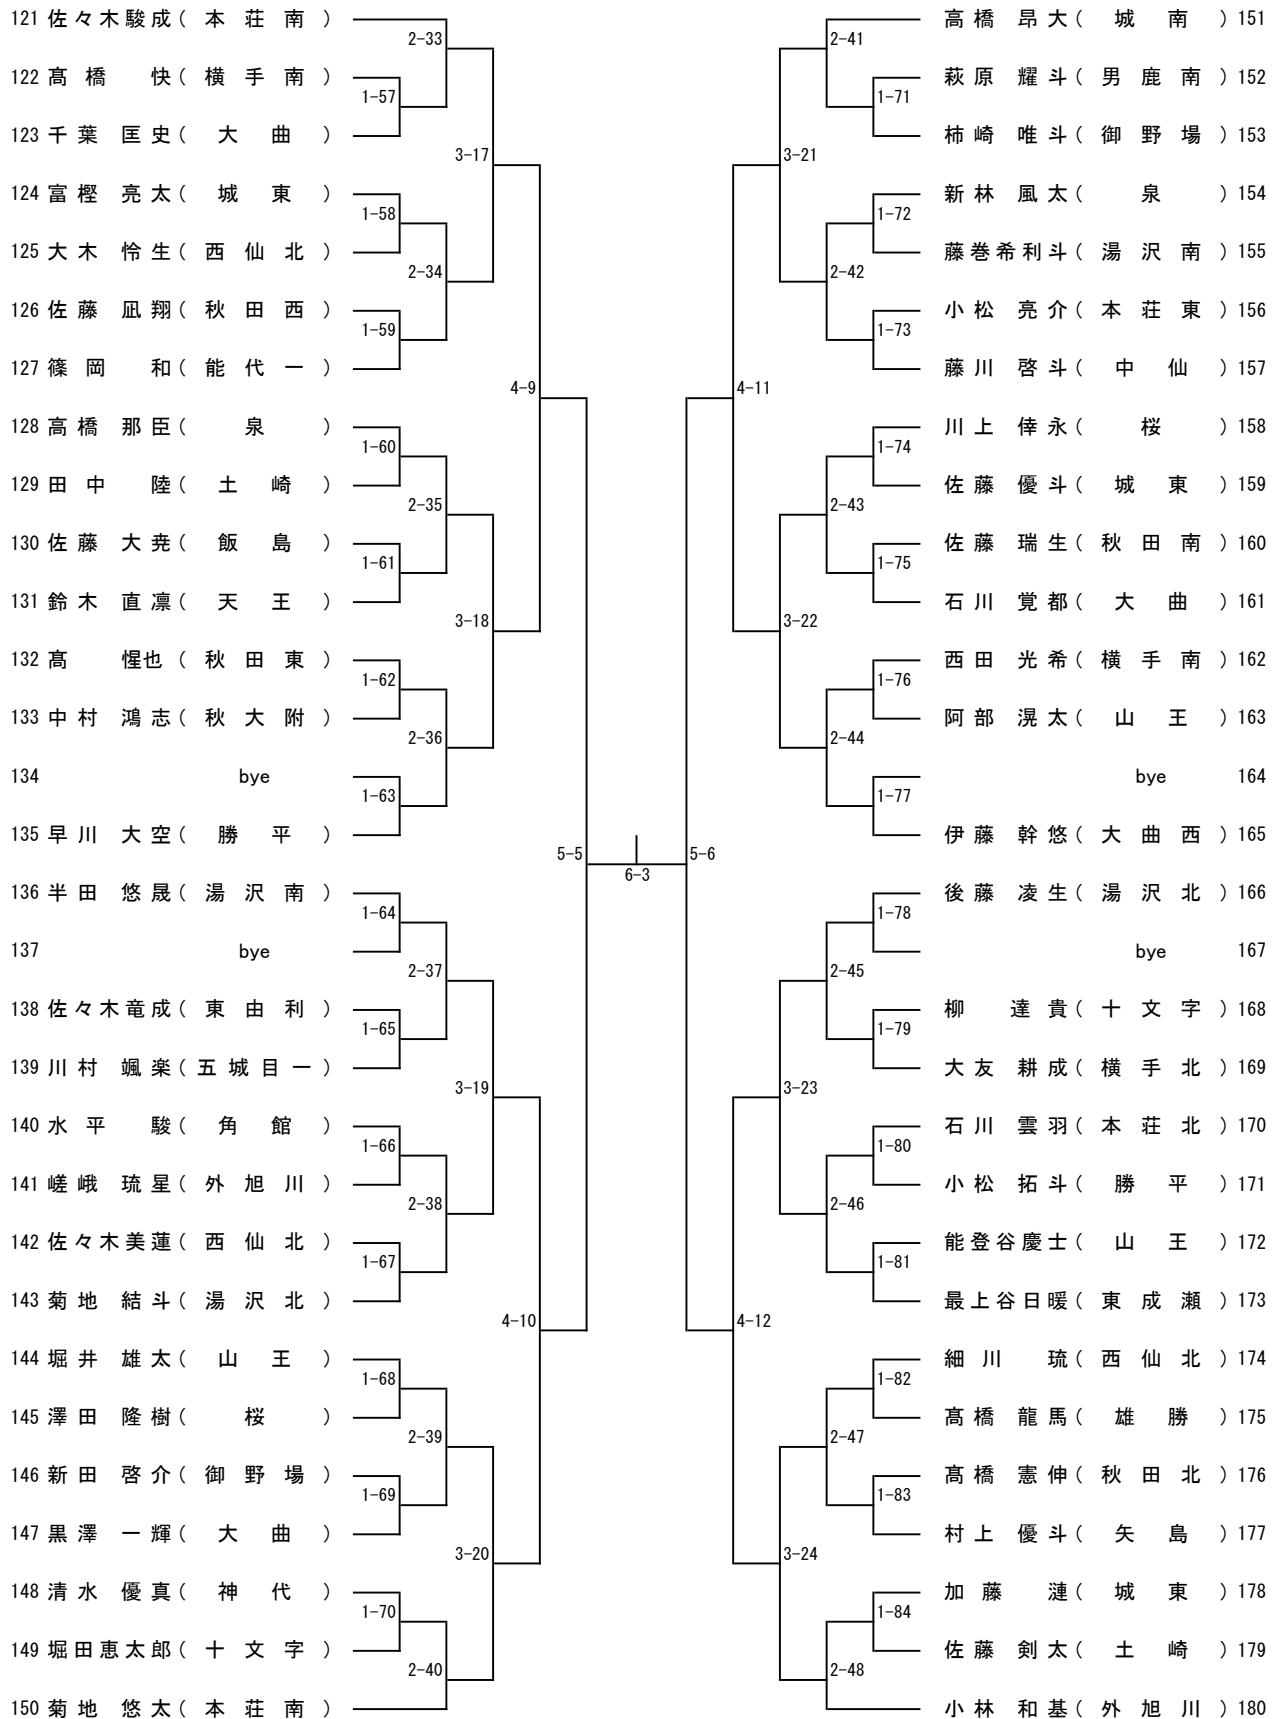 121 佐々木駿成（ 本 荘 南 ）
2-33
122 髙 橋 快（ 横 手 南 ）
1-57
123 千 葉 匡 史（ 大 曲 ）
3-17
124 富 樫 亮 太（ 城 東 ）
1-58
125 大 木 怜 生（ 西 仙 北 ）
2-34
126 佐 藤 凪 翔（ 秋 田 西 ）
1-59
127 篠 岡 和（ 能 代 一 ）
4-9
128 高 橋 那 臣（ 泉 ）
1-60
129 田 中 陸（ 土 崎 ）
2-35
130 佐 藤 大 尭（ 飯 島 ）
1-61
131 鈴 木 直 凛（ 天 王 ）
3-18
132 髙 惺也 （ 秋 田 東 ）
1-62
133 中 村 鴻 志（ 秋 大 附 ）
2-36
134 bye
1-63
135 早 川 大 空（ 勝 平 ）
5-5
136 半 田 悠 晟（ 湯 沢 南 ）
1-64
137 bye
2-37
138 佐々木竜成（ 東 由 利 ）
1-65
139 川 村 颯 楽（ 五 城 目 一 ）
3-19
140 水 平 駿（ 角 館 ）
1-66
141 嵯 峨 琉 星（ 外 旭 川 ）
2-38
142 佐々木美蓮（ 西 仙 北 ）
1-67
143 菊 地 結 斗（ 湯 沢 北 ）
4-10
144 堀 井 雄 太（ 山 王 ）
1-68
145 澤 田 隆 樹（ 桜 ）
2-39
146 新 田 啓 介（ 御 野 場 ）
1-69
147 黒 澤 一 輝（ 大 曲 ）
3-20
148 清 水 優 真（ 神 代 ）
1-70
149 堀田恵太郎（ 十 文 字 ）
2-40
150 菊 地 悠 太（ 本 荘 南 ）
6-3
高 橋 昂 大（ 城 南 ）151
2-41
萩 原 耀 斗（ 男 鹿 南 ）152
1-71
柿 崎 唯 斗（ 御 野 場 ）153
3-21
新 林 風 太（ 泉 ）154
1-72
藤巻希利斗（ 湯 沢 南 ）155
2-42
小 松 亮 介（ 本 荘 東 ）156
1-73
藤 川 啓 斗（ 中 仙 ）157
4-11
川 上 倖 永（ 桜 ）158
1-74
佐 藤 優 斗（ 城 東 ）159
2-43
佐 藤 瑞 生（ 秋 田 南 ）160
1-75
石 川 覚 都（ 大 曲 ）161
3-22
西 田 光 希（ 横 手 南 ）162
1-76
阿 部 滉 太（ 山 王 ）163
2-44
bye 164
1-77
伊 藤 幹 悠（ 大 曲 西 ）165
5-6
後 藤 凌 生（ 湯 沢 北 ）166
1-78
bye 167
2-45
柳 達 貴（ 十 文 字 ）168
1-79
大 友 耕 成（ 横 手 北 ）169
3-23
石 川 雲 羽（ 本 荘 北 ）170
1-80
小 松 拓 斗（ 勝 平 ）171
2-46
能登谷慶士（ 山 王 ）172
1-81
最上谷日暖（ 東 成 瀬 ）173
4-12
細 川 琉（ 西 仙 北 ）174
1-82
髙 橋 龍 馬（ 雄 勝 ）175
2-47
髙 橋 憲 伸（ 秋 田 北 ）176
1-83
村 上 優 斗（ 矢 島 ）177
3-24
加 藤 漣（ 城 東 ）178
1-84
佐 藤 剣 太（ 土 崎 ）179
2-48
小 林 和 基（ 外 旭 川 ）180